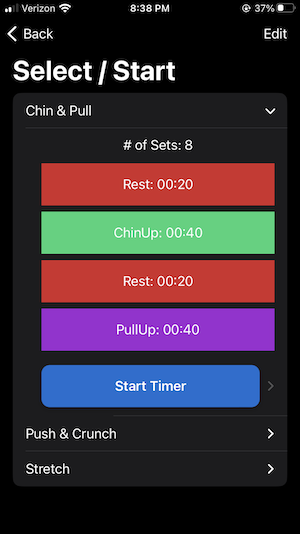 Verizon 8:38 PM 37%
Back Edit
Select / Start
Chin & Pull
# of Sets: 8
Rest: 00:20
ChinUp: 00:40
Rest: 00:20
PullUp: 00:40
Start Timer
Push & Crunch
Stretch